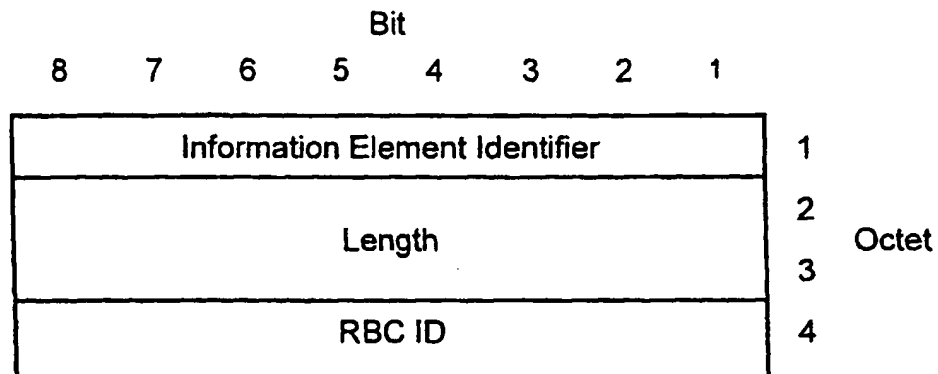 Bit
8 7 6 5 4 3 2 1
Information Element Identifier 1
2
Length Octet
3
RBC ID 4